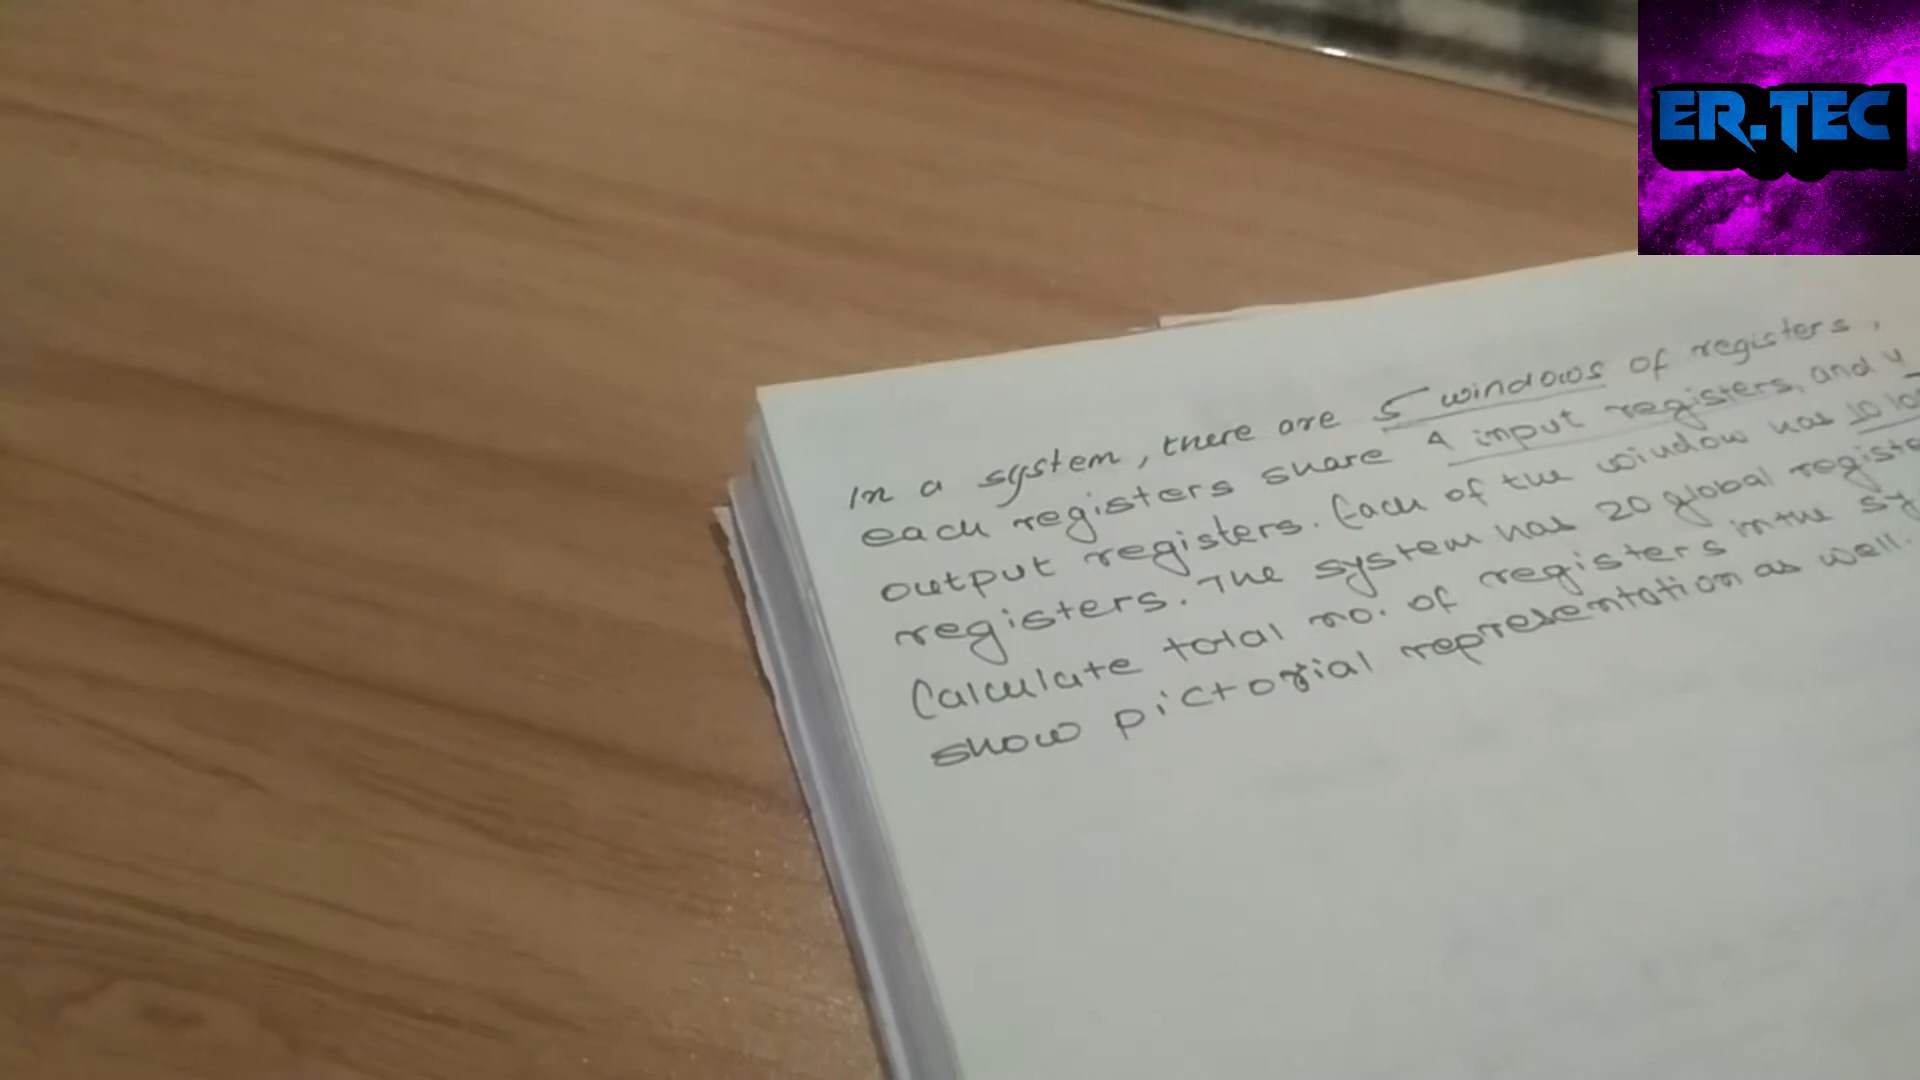 ER.TEC
In a system, there are 5 windows of registers,
each registers share 4 input registers, and 4
output registers. Each of the window has 10
registers. The system has 20 global
Calculate total no. of registers in the
show pictorial representation as well.